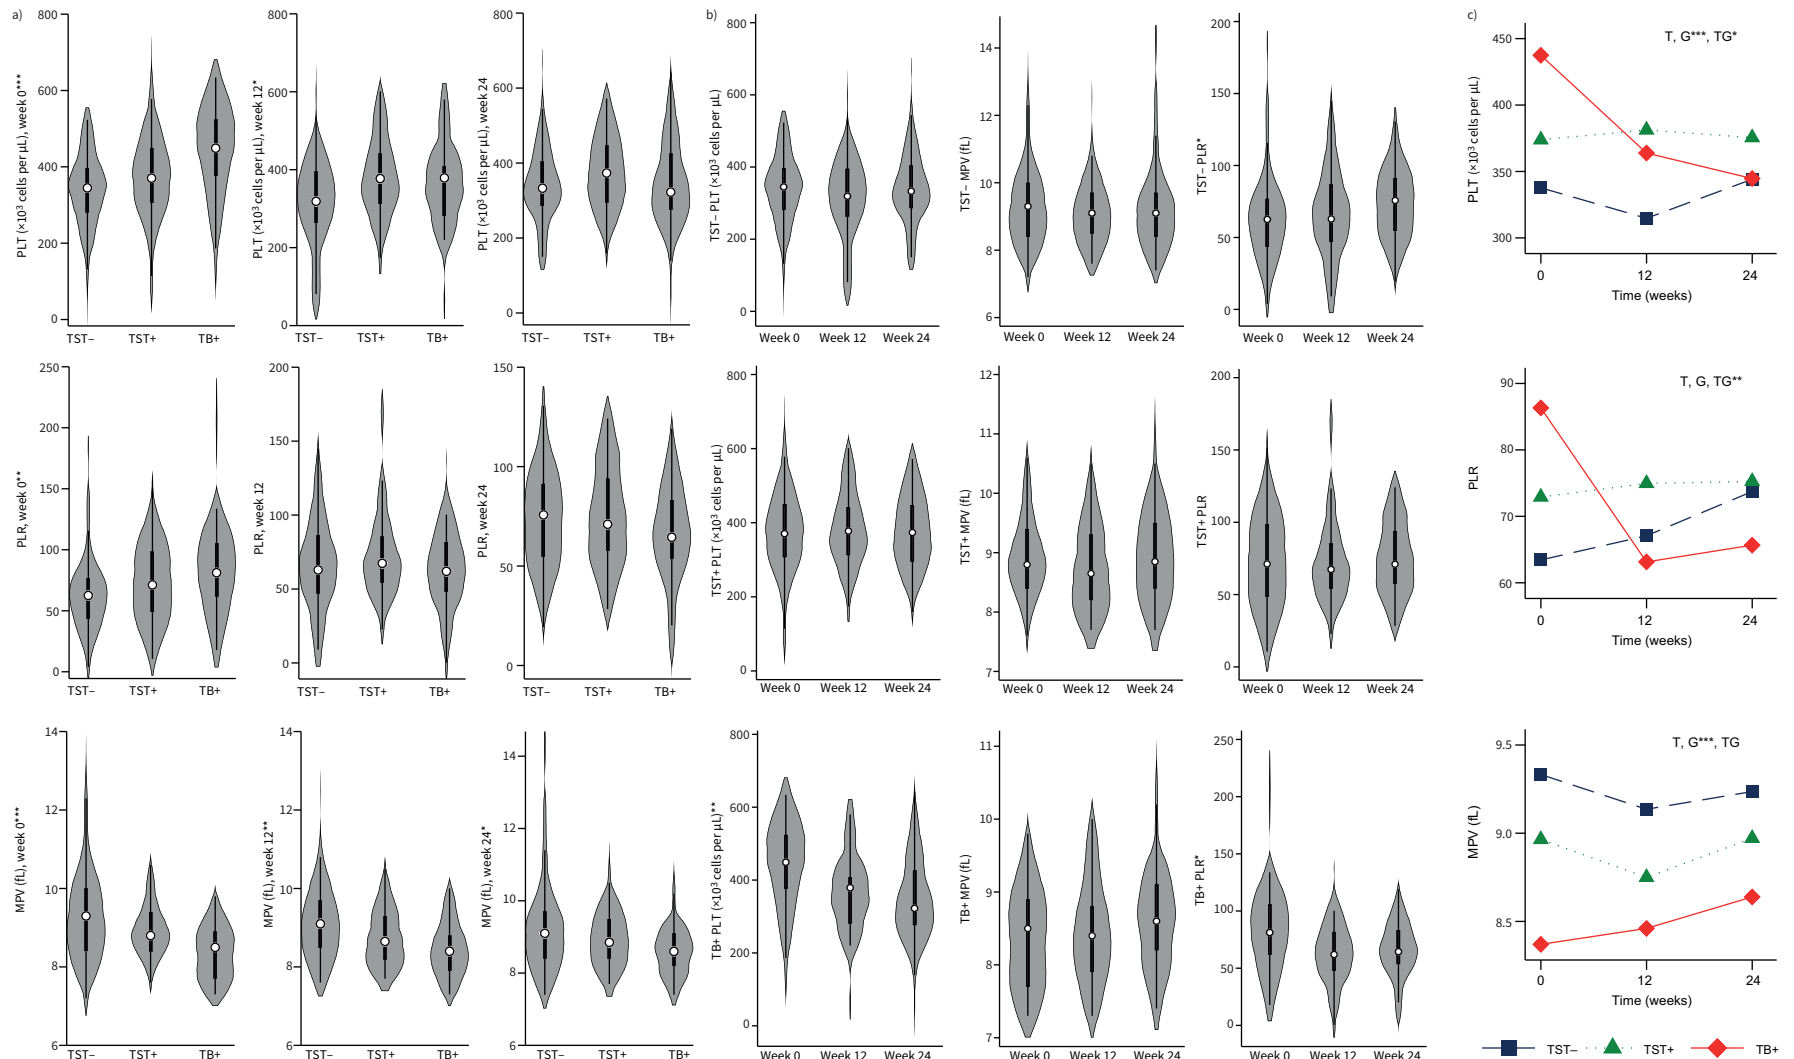 a)
PLT (×10³ cells per µL), week 0***
800
600
400
200
0
TST– TST+ TB+
PLT (×10³ cells per µL), week 12*
800
600
400
200
0
TST– TST+ TB+
PLT (×10³ cells per µL), week 24
800
600
400
200
0
TST– TST+ TB+
b)
TST– PLT (×10³ cells per µL)
800
600
400
200
0
Week 0 Week 12 Week 24
TST– MPV (fL)
14
12
10
8
6
Week 0 Week 12 Week 24
TST– PLR*
200
150
100
50
0
Week 0 Week 12 Week 24
c)
T, G***, TG*
PLT (×10³ cells per µL)
450
400
350
300
0 12 24
Time (weeks)
PLR, week 0**
250
200
150
100
50
0
TST– TST+ TB+
PLR, week 12
200
150
100
50
0
TST– TST+ TB+
PLR, week 24
150
100
50
0
TST– TST+ TB+
TST+ PLT (×10³ cells per µL)
800
600
400
200
0
Week 0 Week 12 Week 24
TST+ MPV (fL)
12
11
10
9
8
7
Week 0 Week 12 Week 24
TST+ PLR
200
150
100
50
0
Week 0 Week 12 Week 24
T, G, TG**
PLR
90
80
70
60
0 12 24
Time (weeks)
MPV (fL), week 0***
14
12
10
8
6
TST– TST+ TB+
MPV (fL), week 12**
14
12
10
8
6
TST– TST+ TB+
MPV (fL), week 24*
14
12
10
8
6
TST– TST+ TB+
TB+ PLT (×10³ cells per µL)**
800
600
400
200
0
Week 0 Week 12 Week 24
TB+ MPV (fL)
11
10
9
8
7
Week 0 Week 12 Week 24
TB+ PLR*
250
200
150
100
50
0
Week 0 Week 12 Week 24
T, G***, TG
MPV (fL)
9.5
9.0
8.5
0 12 24
Time (weeks)
TST– TST+ TB+